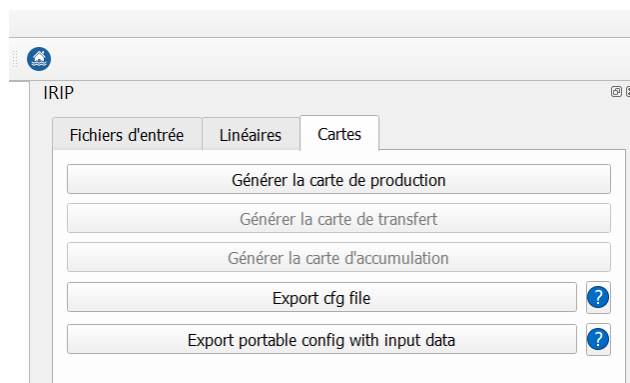 IRIP
Fichiers d'entrée Linéaires Cartes
Générer la carte de production
Générer la carte de transfert
Générer la carte d'accumulation
Export cfg file ?
Export portable config with input data ?